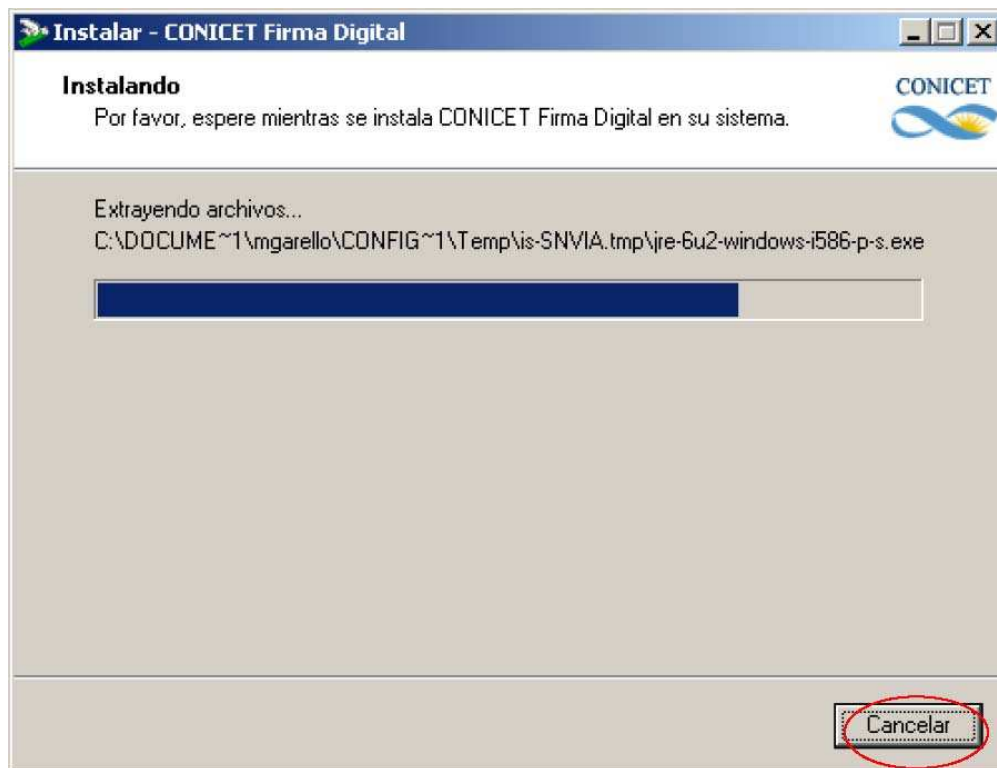 Instalar - CONICET Firma Digital
Instalando
CONICET
Por favor, espere mientras se instala CONICET Firma Digital en su sistema.
Extrayendo archivos...
C:\DOCUME~1\mgarello\CONFIG~1\Temp\is-SNVIA.tmp\jre-6u2-windows-i586-p-s.exe
Cancelar